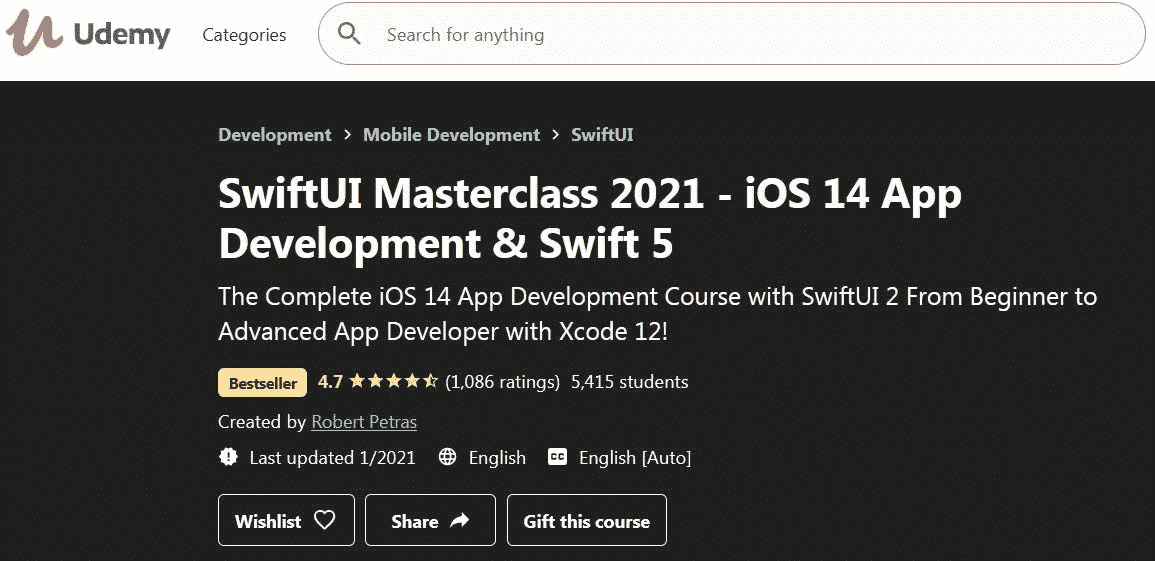 Udemy Categories Search for anything
Development > Mobile Development > SwiftUI
SwiftUI Masterclass 2021 - iOS 14 App
Development & Swift 5
The Complete iOS 14 App Development Course with SwiftUI 2 From Beginner to
Advanced App Developer with Xcode 12!
Bestseller 4.7 (1,086 ratings) 5,415 students
Created by Robert Petras
Last updated 1/2021 English CC English [Auto]
Wishlist Share Gift this course